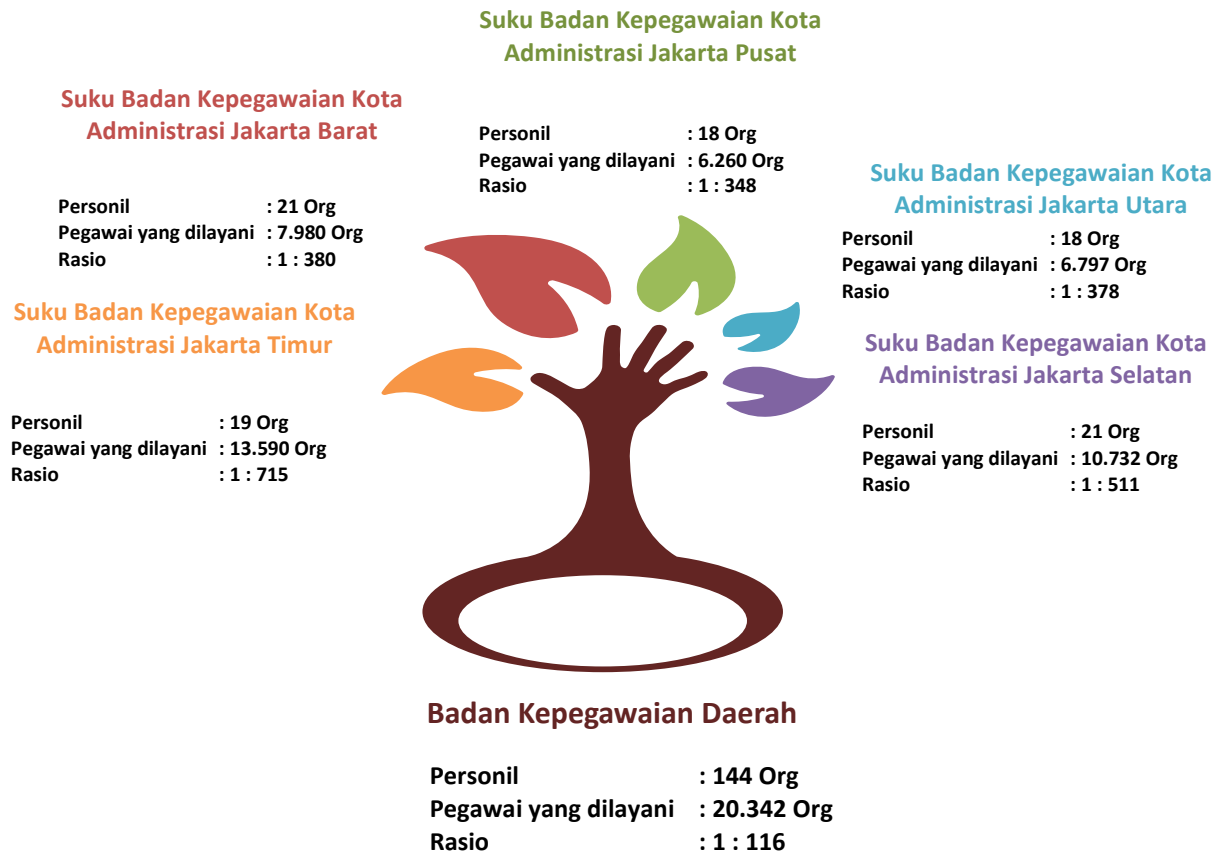 Suku Badan Kepegawaian Kota
Administrasi Jakarta Pusat
Personil : 18 Org
Pegawai yang dilayani : 6.260 Org
Rasio : 1 : 348
Suku Badan Kepegawaian Kota
Administrasi Jakarta Barat
Personil : 21 Org
Pegawai yang dilayani : 7.980 Org
Rasio : 1 : 380
Suku Badan Kepegawaian Kota
Administrasi Jakarta Utara
Personil : 18 Org
Pegawai yang dilayani : 6.797 Org
Rasio : 1 : 378
Suku Badan Kepegawaian Kota
Administrasi Jakarta Timur
Personil : 19 Org
Pegawai yang dilayani : 13.590 Org
Rasio : 1 : 715
Suku Badan Kepegawaian Kota
Administrasi Jakarta Selatan
Personil : 21 Org
Pegawai yang dilayani : 10.732 Org
Rasio : 1 : 511
Badan Kepegawaian Daerah
Personil : 144 Org
Pegawai yang dilayani : 20.342 Org
Rasio : 1 : 116